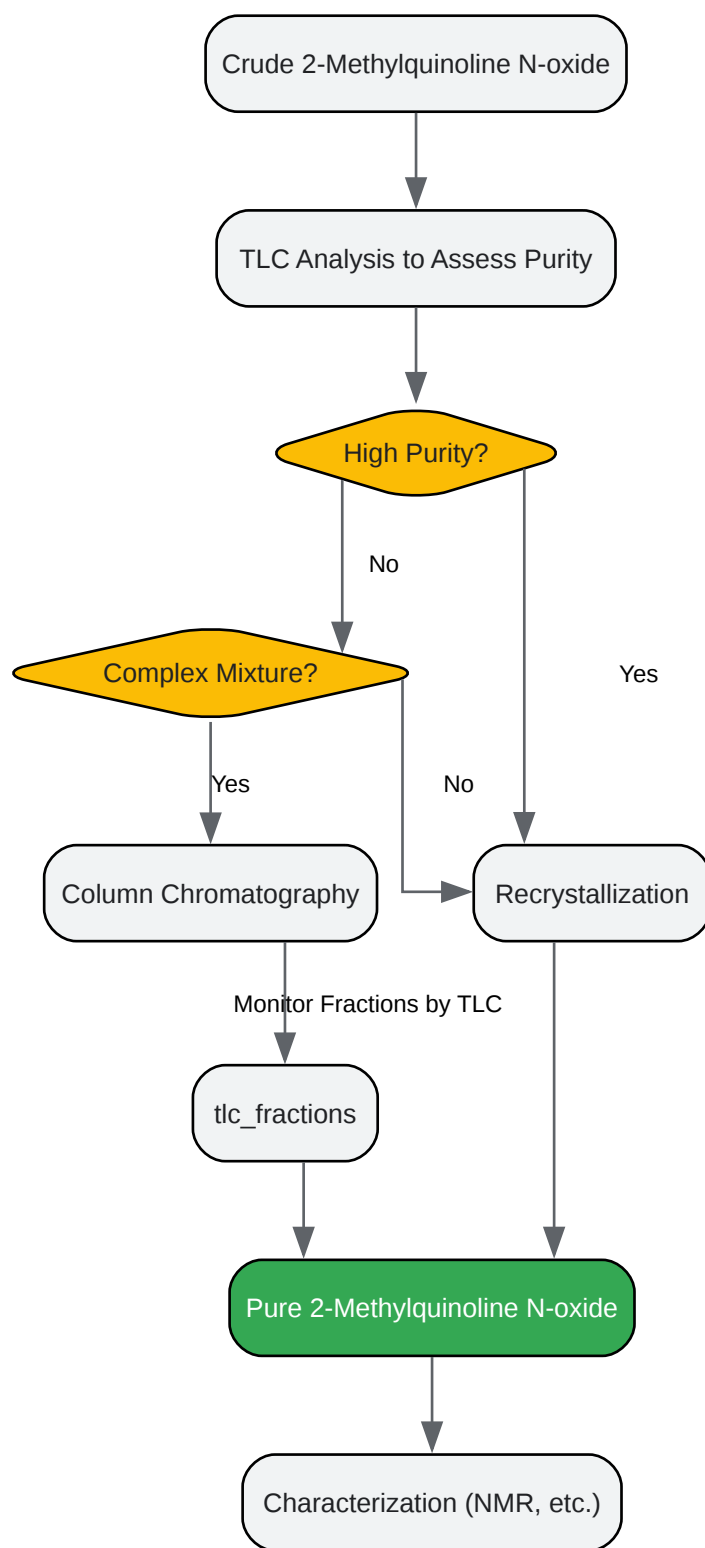 Crude 2-Methylquinoline N-oxide
TLC Analysis to Assess Purity
High Purity?
No
Complex Mixture?
Yes
Yes
No
Column Chromatography
Recrystallization
Monitor Fractions by TLC
tlc_fractions
Pure 2-Methylquinoline N-oxide
Characterization (NMR, etc.)